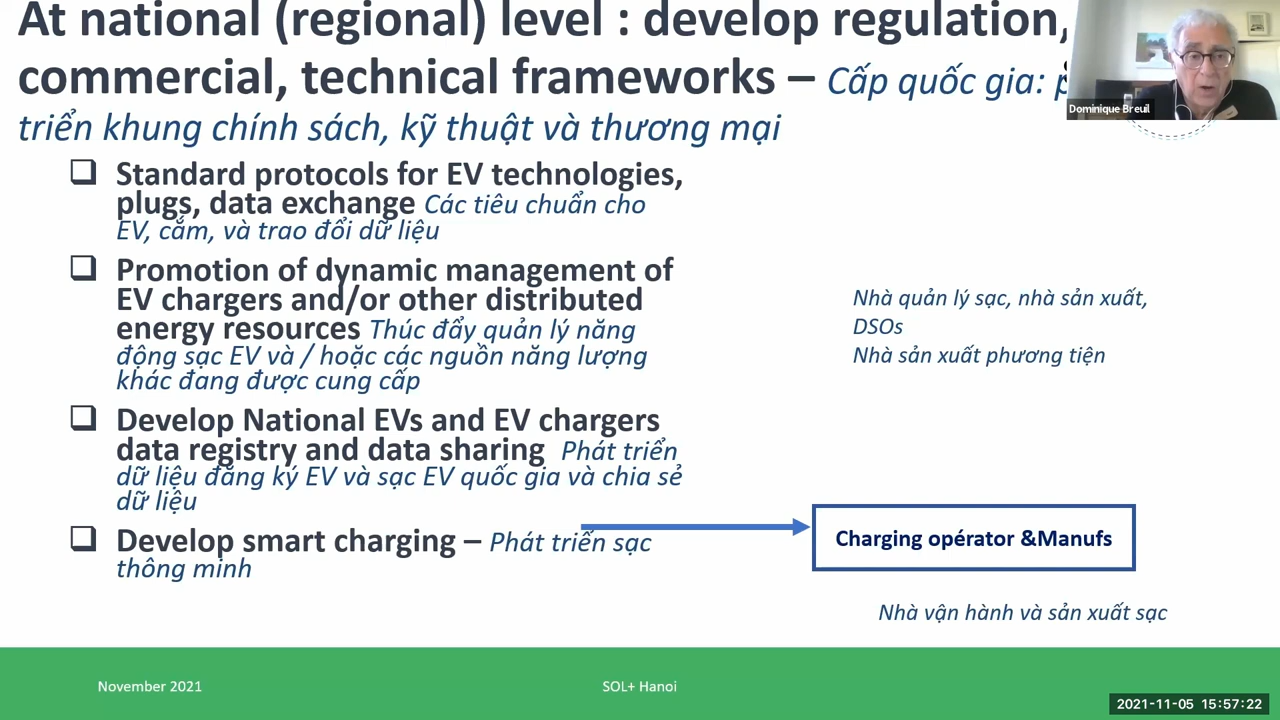 At national (regional) level : develop regulation,
commercial, technical frameworks – Cấp quốc gia:
triển khung chính sách, kỹ thuật và thương mại
Dominique Breuil
❑ Standard protocols for EV technologies,
plugs, data exchange Các tiêu chuẩn cho
EV, cắm, và trao đổi dữ liệu
❑ Promotion of dynamic management of
EV chargers and/or other distributed
energy resources Thúc đẩy quản lý năng
động sạc EV và / hoặc các nguồn năng lượng
khác đang được cung cấp
❑ Develop National EVs and EV chargers
data registry and data sharing Phát triển
dữ liệu đăng ký EV và sạc EV quốc gia và chia sẻ
dữ liệu
❑ Develop smart charging – Phát triển sạc
thông minh
Nhà quản lý sạc, nhà sản xuất,
DSOs
Nhà sản xuất phương tiện
Charging opérator &Manufs
Nhà vận hành và sản xuất sạc
November 2021
SOL+ Hanoi
2021-11-05 15:57:22